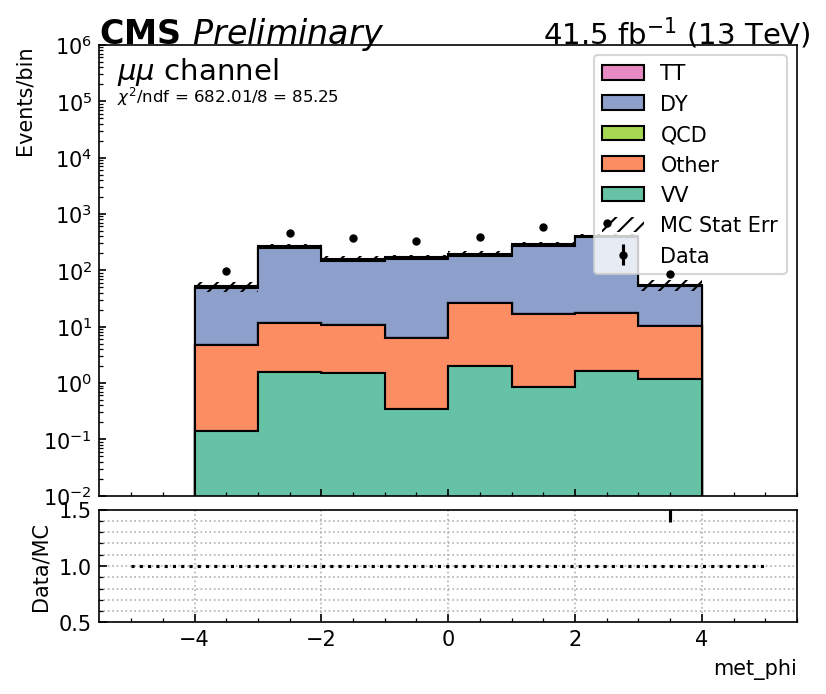 CMS Preliminary 41.5 fb⁻¹ (13 TeV)
Events/bin
10⁶
10⁵
10⁴
10³
10²
10¹
10⁰
10⁻¹
10⁻²
μμ channel
χ²/ndf = 682.01/8 = 85.25
TT
DY
QCD
Other
VV
MC Stat Err
Data
Data/MC
1.5
1.0
0.5
−4 −2 0 2 4
met_phi